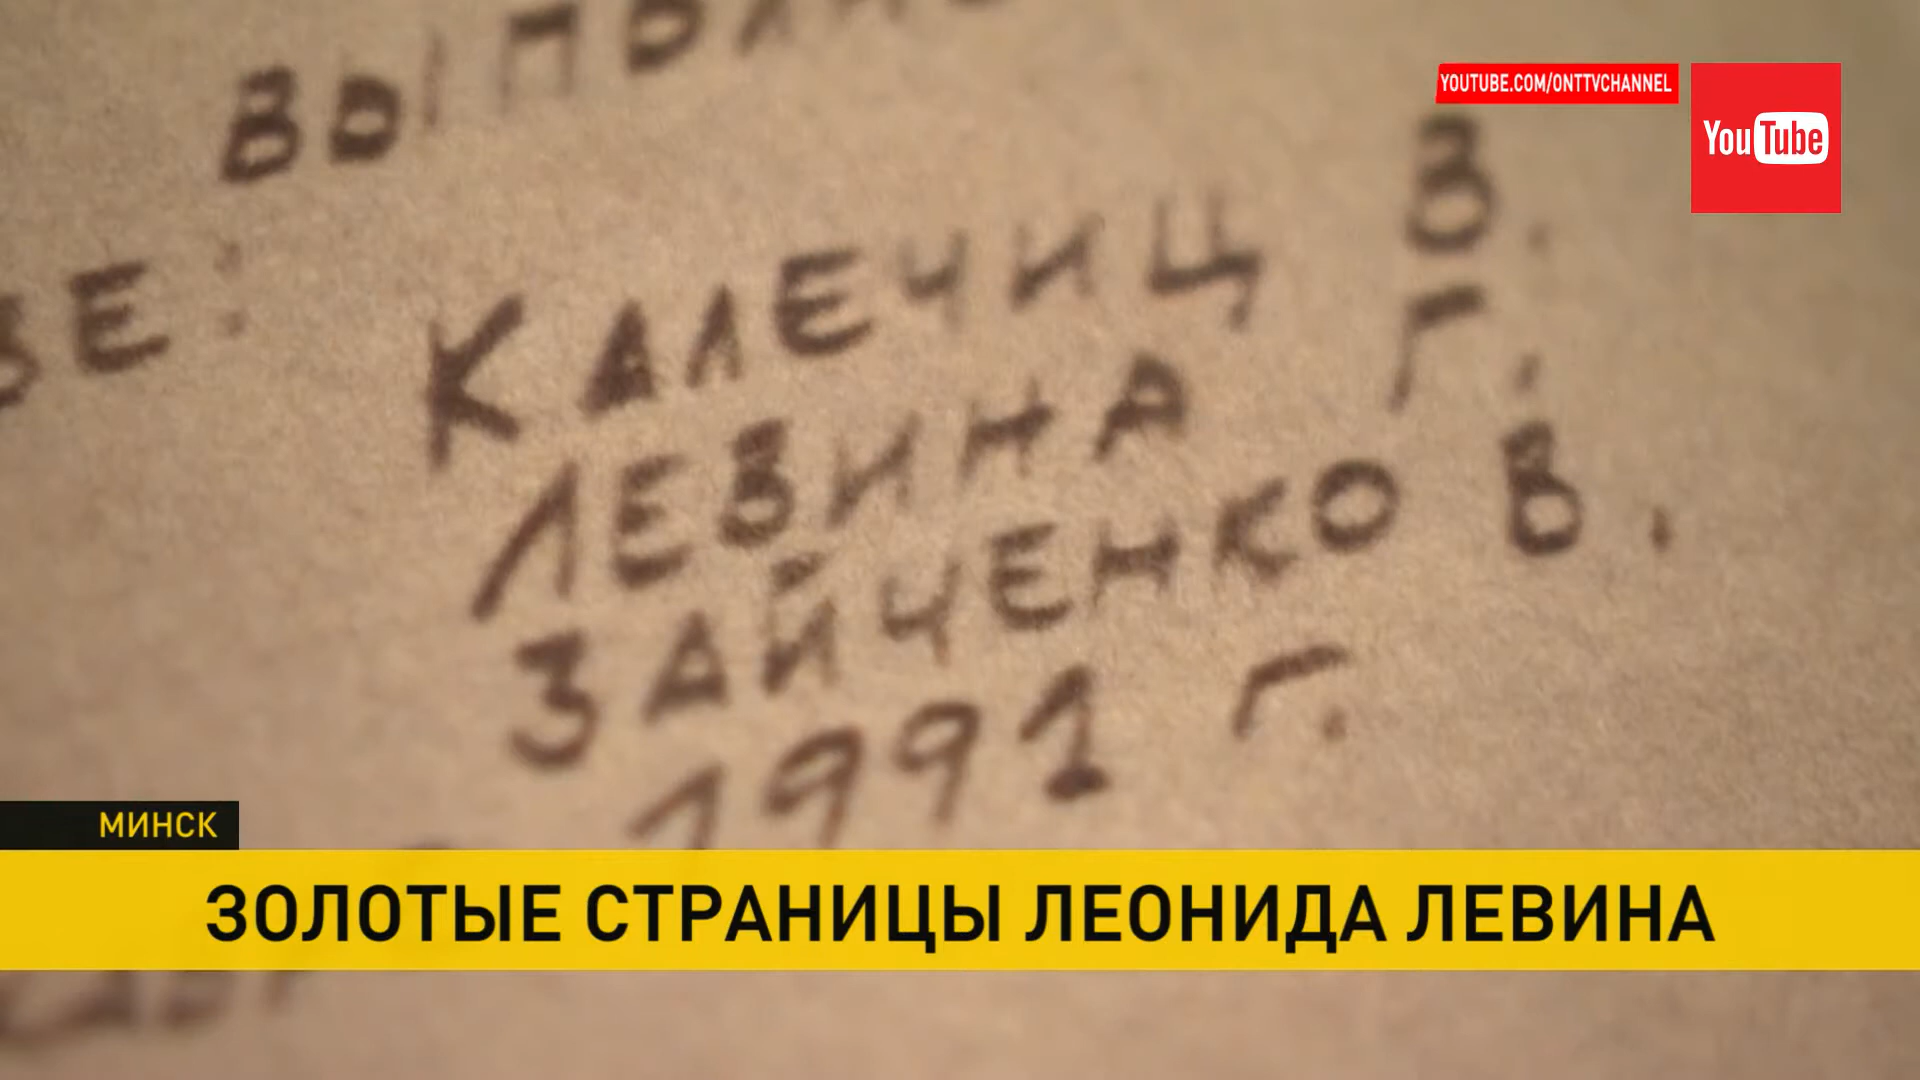 YOUTUBE.COM/ONTTVCHANNEL
YouTube
КАЛЕЧИЦ В.
ЛЕВИНА Г.
ЗАЙЧЕНКО В.
1991 г.
МИНСК
ЗОЛОТЫЕ СТРАНИЦЫ ЛЕОНИДА ЛЕВИНА